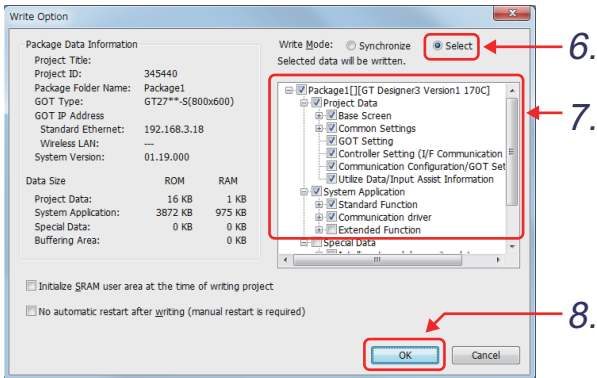 Write Option
Package Data Information
Project Title:
Project ID: 345440
Package Folder Name: Package1
GOT Type: GT27**-S(800x600)
GOT IP Address
Standard Ethernet: 192.168.3.18
Wireless LAN: ---
System Version: 01.19.000
Data Size ROM RAM
Project Data: 16 KB 1 KB
System Application: 3872 KB 975 KB
Special Data: 0 KB 0 KB
Buffering Area: 0 KB
Write Mode: Synchronize Select
6.
Selected data will be written.
Package1[][GT Designer3 Version1 170C]
7.
Project Data
Base Screen
Common Settings
GOT Setting
Controller Setting (I/F Communication
Communication Configuration/GOT Set
Utilize Data/Input Assist Information
System Application
Standard Function
Communication driver
Extended Function
Special Data
Initialize SRAM user area at the time of writing project
No automatic restart after writing (manual restart is required)
8.
OK Cancel